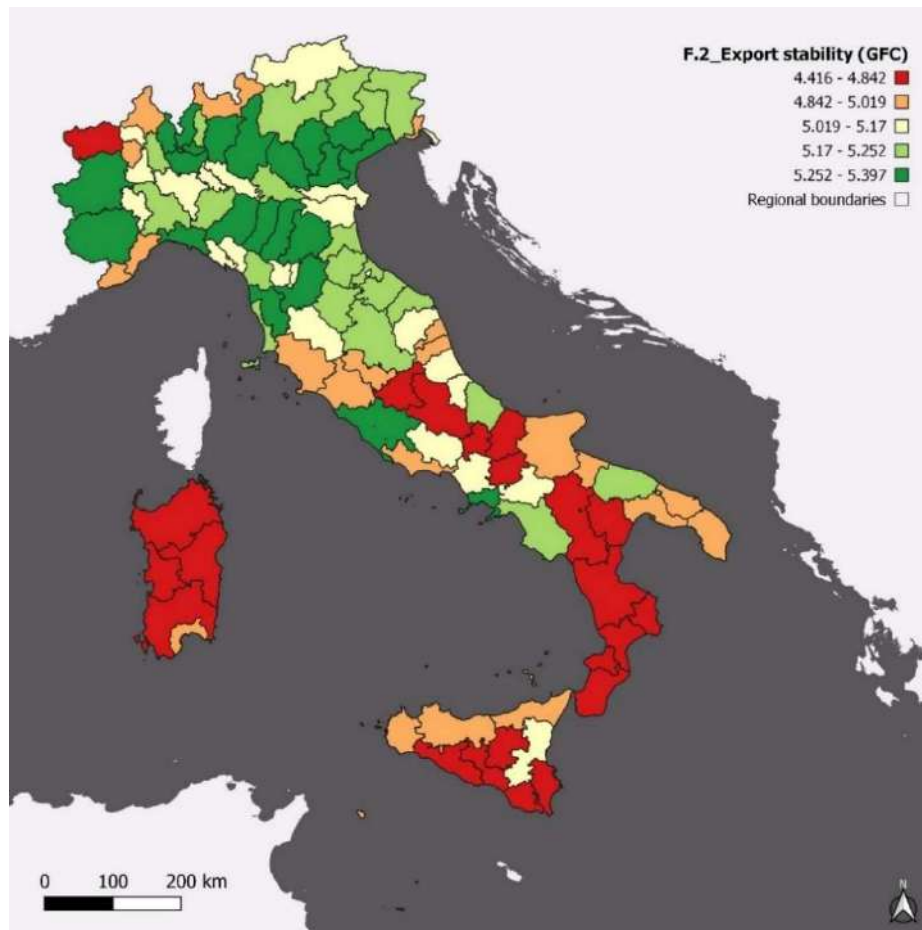 F.2_Export stability (GFC)
4.416 - 4.842
4.842 - 5.019
5.019 - 5.17
5.17 - 5.252
5.252 - 5.397
Regional boundaries
0 100 200 km
N